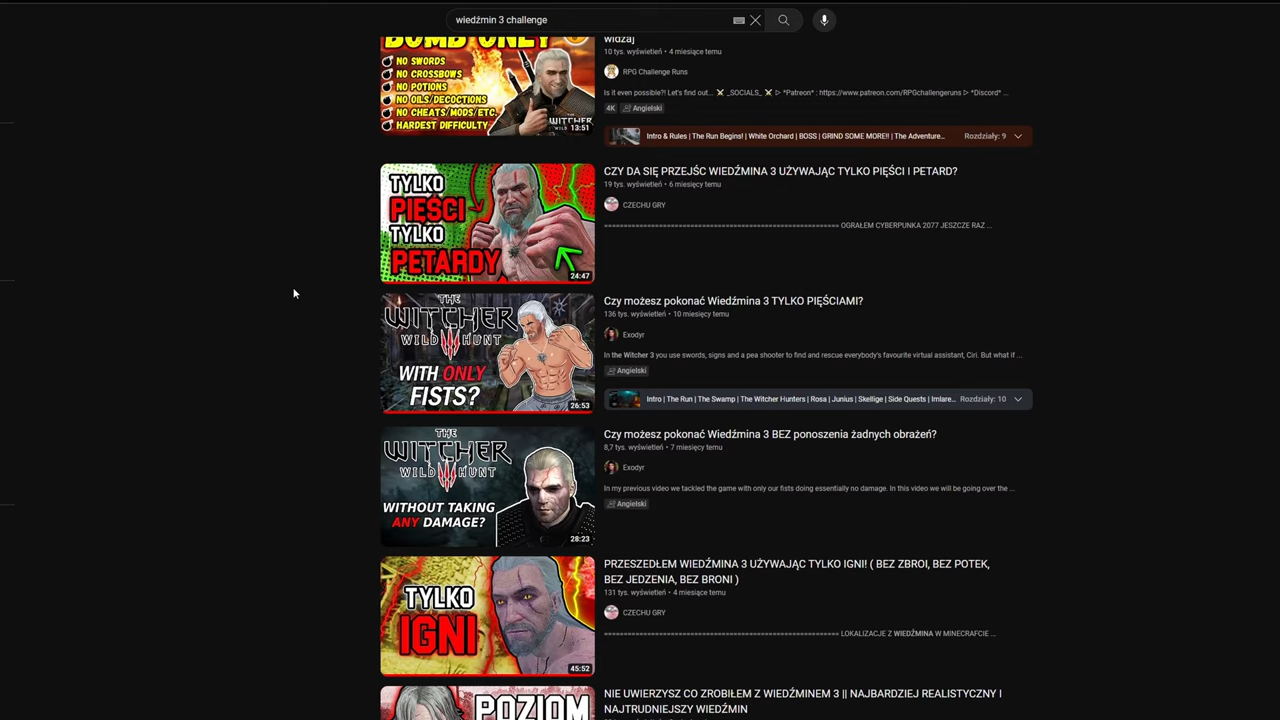 wiedźmin 3 challenge
BOMB ONLY
NO SWORDS
NO CROSSBOWS
NO POTIONS
NO OILS/DECOCTIONS
NO CHEATS/MODS/ETC.
HARDEST DIFFICULTY
THE
WITCHER
13:51
widzaj
10 tys. wyświetleń • 4 miesiące temu
RPG Challenge Runs
Is it even possible?! Let's find out... ⚔ _SOCIALS_ ⚔ ▷ *Patreon* : https://www.patreon.com/RPGchallengeruns ▷ *Discord* ...
4K Angielski
Intro & Rules | The Run Begins! | White Orchard | BOSS | GRIND SOME MORE!! | The Adventure... Rozdziały: 9
TYLKO
PIĘŚCI
TYLKO
PETARDY
24:47
CZY DA SIĘ PRZEJŚC WIEDŹMINA 3 UŻYWAJĄC TYLKO PIĘŚCI I PETARD?
19 tys. wyświetleń • 6 miesięcy temu
CZECHU GRY
======================================================== OGRAŁEM CYBERPUNKA 2077 JESZCZE RAZ ...
THE
WITCHER
WILD HUNT
WITH ONLY
FISTS?
26:53
Czy możesz pokonać Wiedźmina 3 TYLKO PIĘŚCIAMI?
136 tys. wyświetleń • 10 miesięcy temu
Exodyr
In the Witcher 3 you use swords, signs and a pea shooter to find and rescue everybody's favourite virtual assistant, Ciri. But what if ...
Angielski
Intro | The Run | The Swamp | The Witcher Hunters | Rosa | Junius | Skellige | Side Quests | Imlare... Rozdziały: 10
THE
WITCHER
WILD HUNT
WITHOUT TAKING
ANY DAMAGE?
28:23
Czy możesz pokonać Wiedźmina 3 BEZ ponoszenia żadnych obrażeń?
8,7 tys. wyświetleń • 7 miesięcy temu
Exodyr
In my previous video we tackled the game with only our fists doing essentially no damage. In this video we will be going over the ...
Angielski
TYLKO
IGNI
45:52
PRZESZEDŁEM WIEDŹMINA 3 UŻYWAJĄC TYLKO IGNI! ( BEZ ZBROI, BEZ POTEK,
BEZ JEDZENIA, BEZ BRONI )
131 tys. wyświetleń • 4 miesiące temu
CZECHU GRY
======================================================== LOKALIZACJE Z WIEDŹMINA W MINECRAFCIE ...
POZIOM
NIE UWIERZYSZ CO ZROBIŁEM Z WIEDŹMINEM 3 || NAJBARDZIEJ REALISTYCZNY I
NAJTRUDNIEJSZY WIEDŹMIN